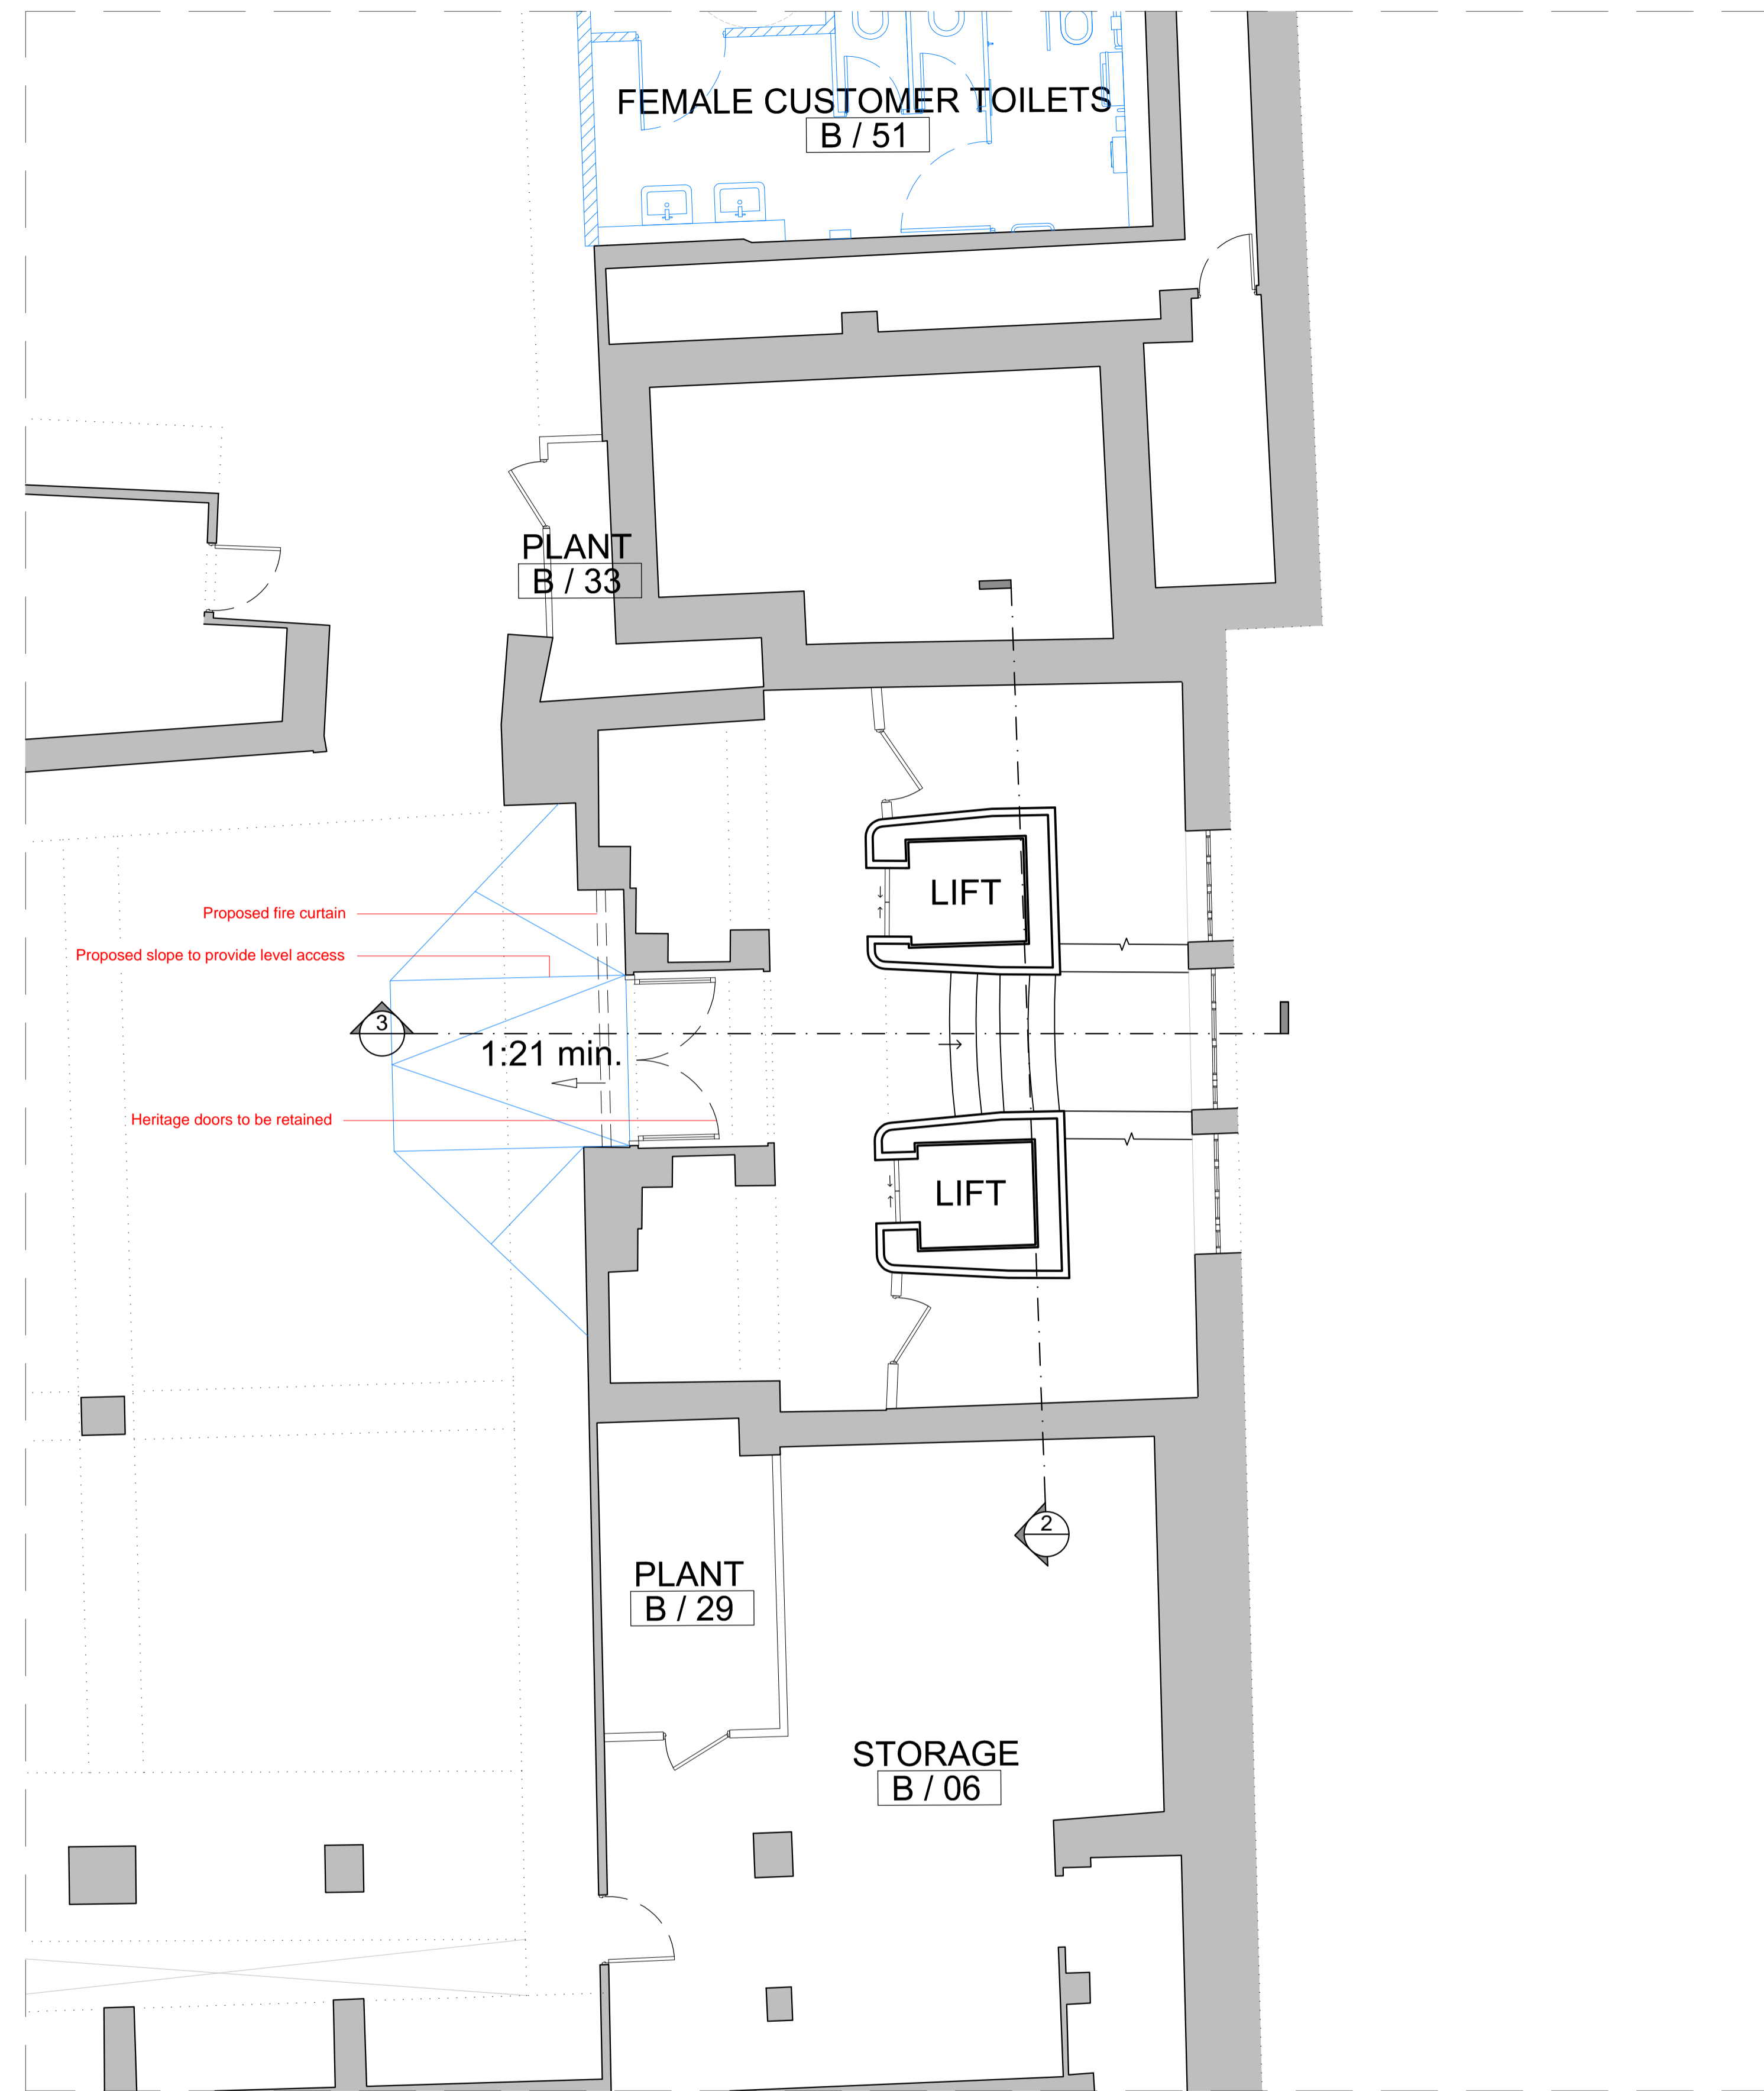 FEMALE CUSTOMER TOILETS
B / 51
PLANT
B / 33
LIFT
Proposed fire curtain
Proposed slope to provide level access
3
1:21 min.
Heritage doors to be retained
LIFT
2
PLANT
B / 29
STORAGE
B / 06